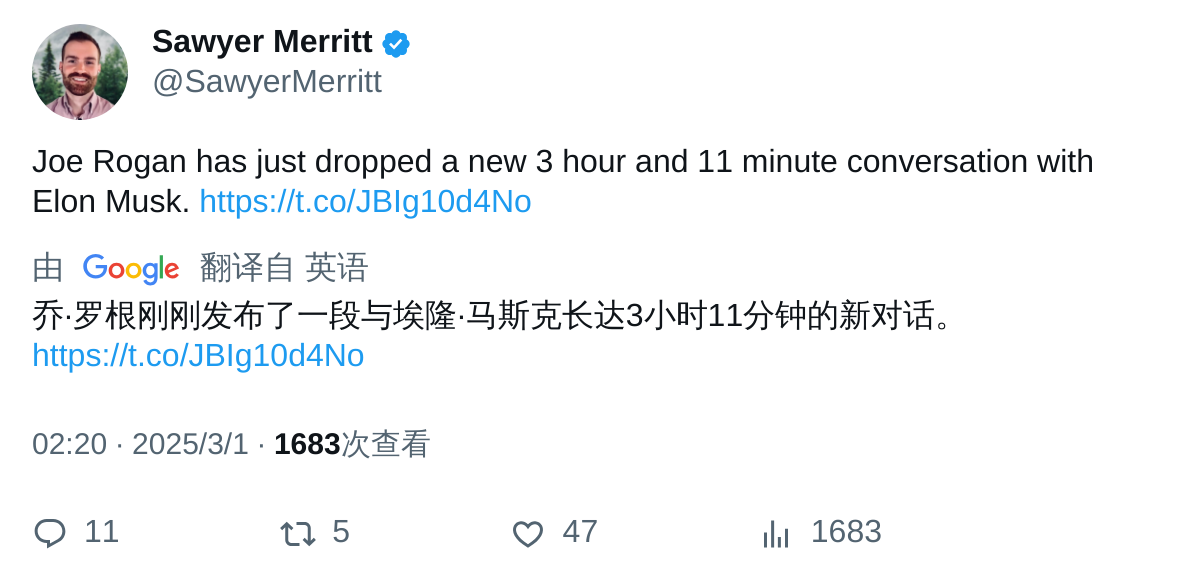 Sawyer Merritt
@SawyerMerritt
Joe Rogan has just dropped a new 3 hour and 11 minute conversation with
Elon Musk. https://t.co/JBIg10d4No
由 Google 翻译自 英语
乔·罗根刚刚发布了一段与埃隆·马斯克长达3小时11分钟的新对话。
https://t.co/JBIg10d4No
02:20 · 2025/3/1 · 1683次查看
11 5 47 1683